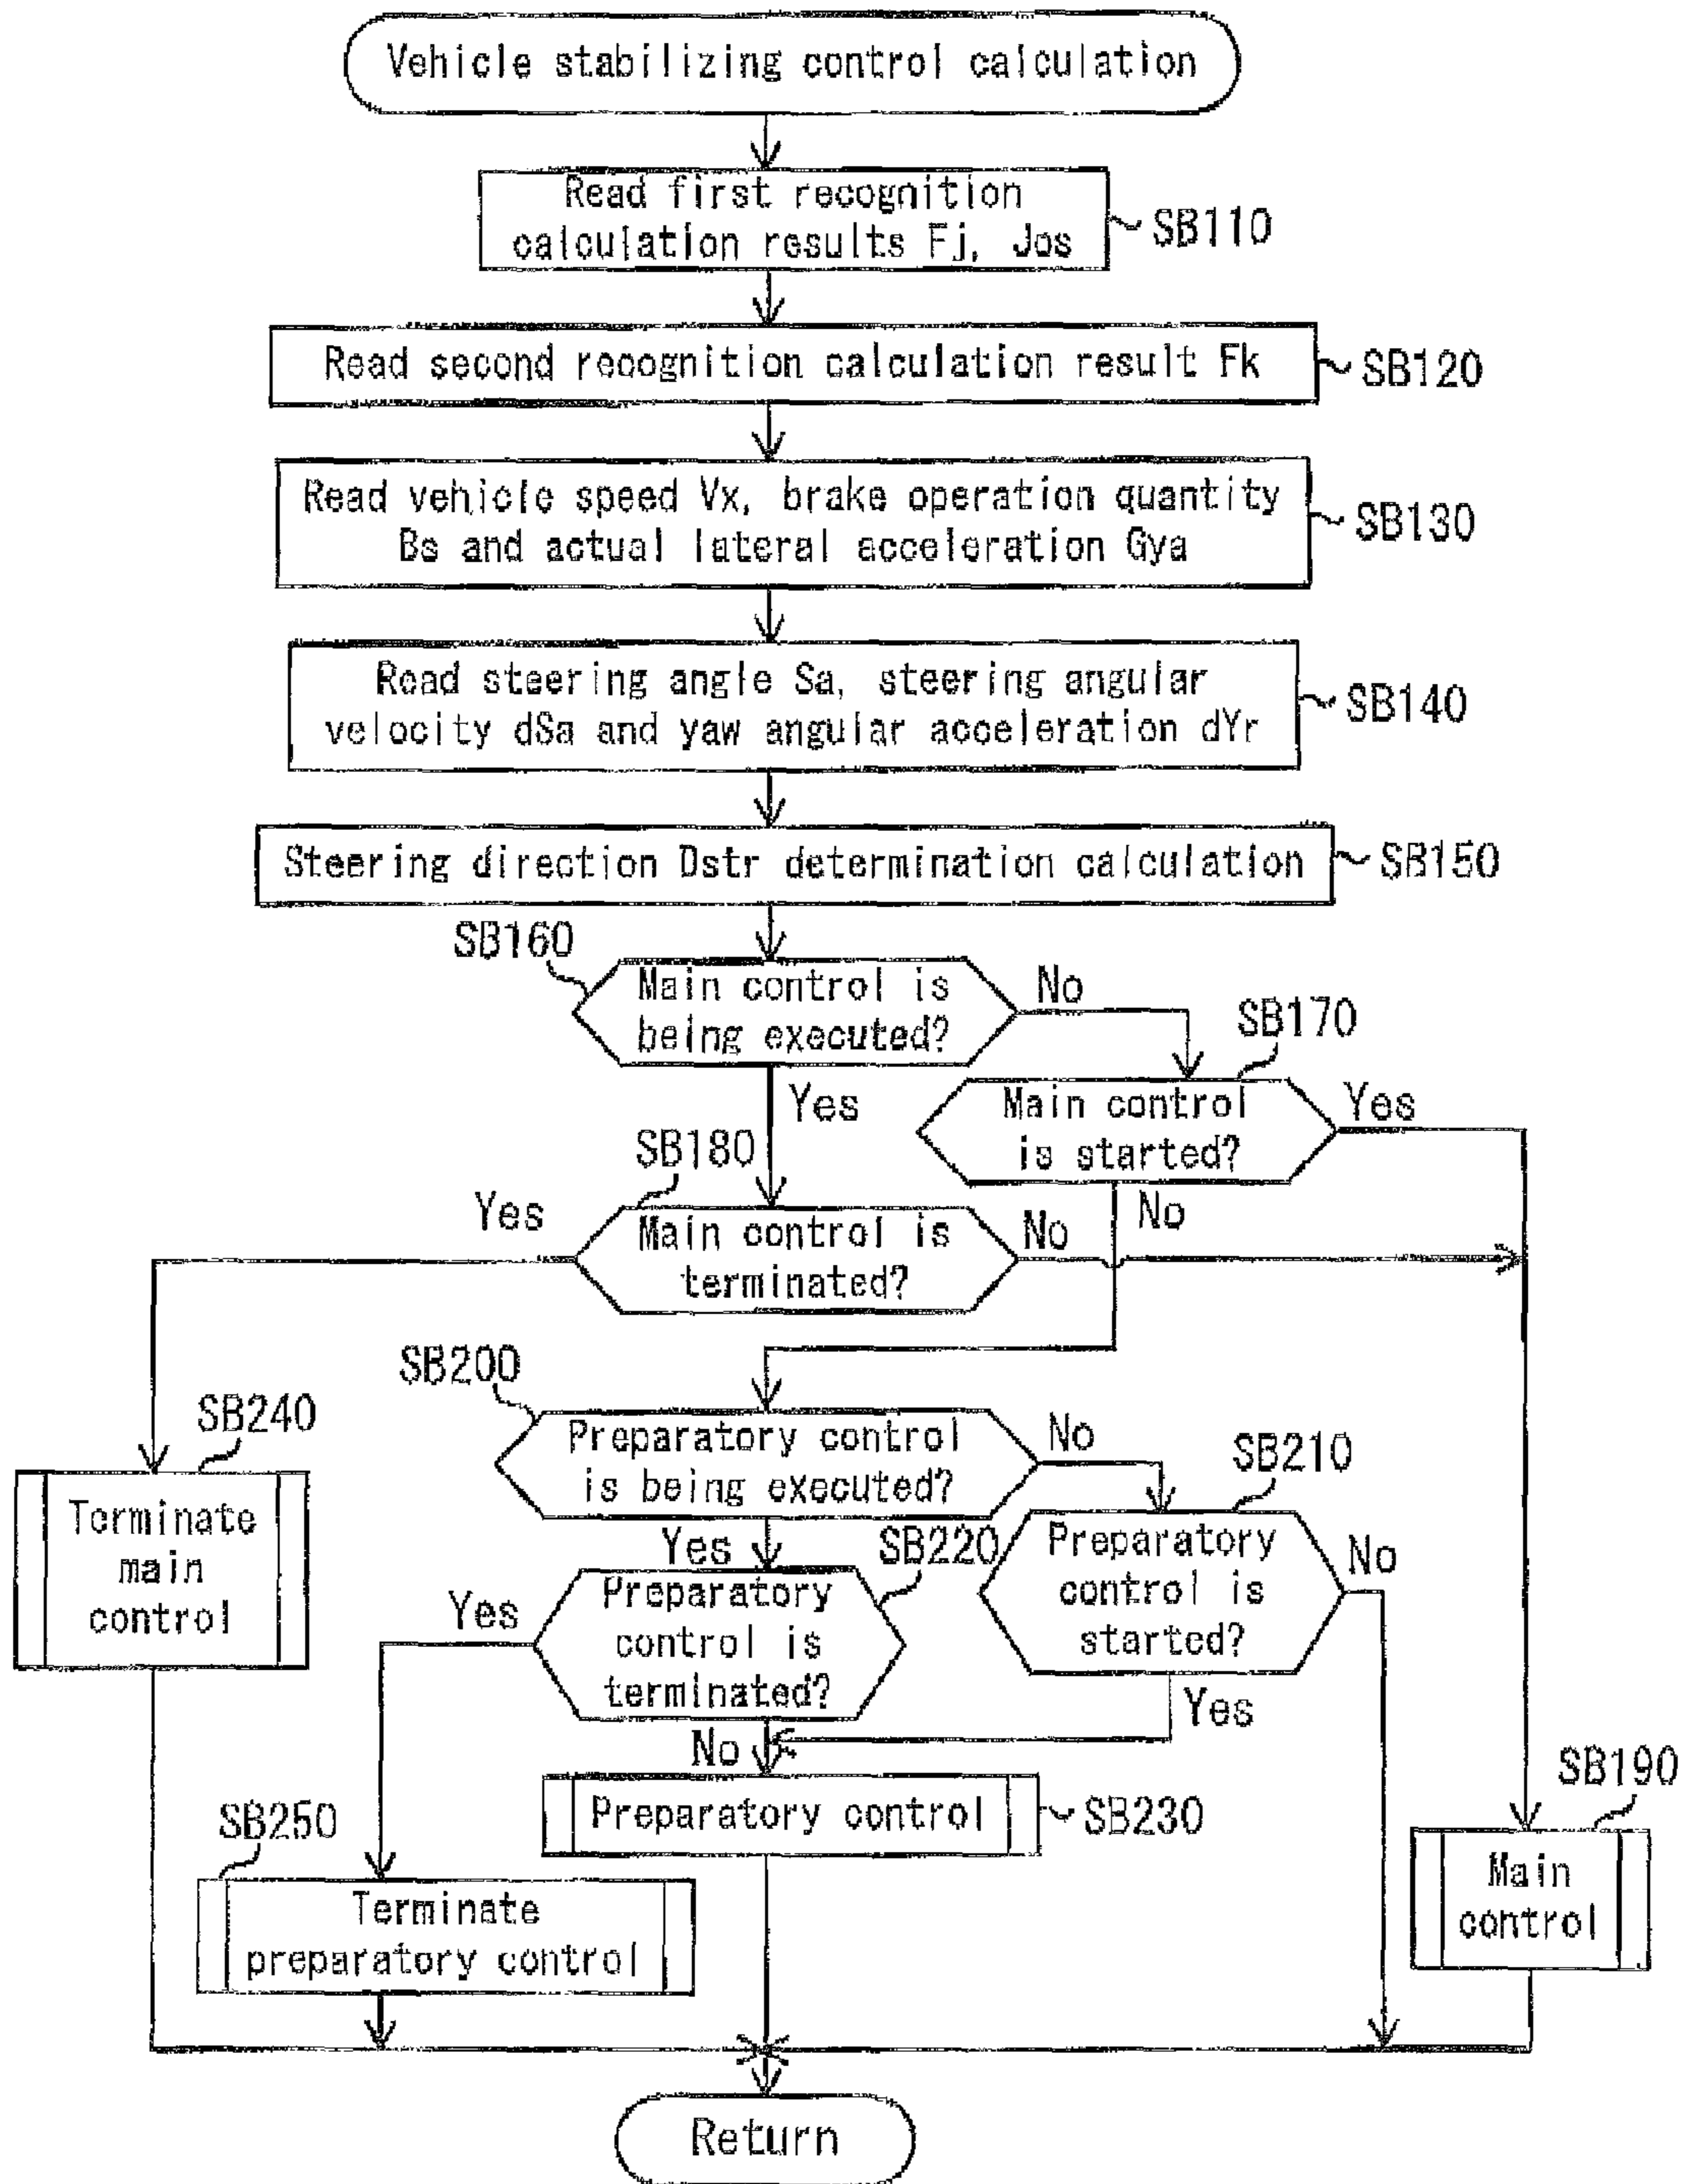 Vehicle stabilizing control calculation
Read first recognition
calculation results Fj, Jos
SB110
Read second recognition calculation result Fk
SB120
Read vehicle speed Vx, brake operation quantity
Bs and actual lateral acceleration Gya
SB130
Read steering angle Sa, steering angular
velocity dSa and yaw angular acceleration dYr
SB140
Steering direction Dstr determination calculation
SB150
SB160
Main control is
being executed?
No
Yes
SB170
Main control
is started?
Yes
No
SB180
Yes
Main control is
terminated?
No
SB200
Preparatory control
is being executed?
No
Yes
SB240
Terminate
main
control
SB210
Preparatory
control is
started?
No
Yes
SB220
Yes
Preparatory
control is
terminated?
No
Preparatory control
SB230
SB190
Main
control
SB250
Terminate
preparatory control
Return